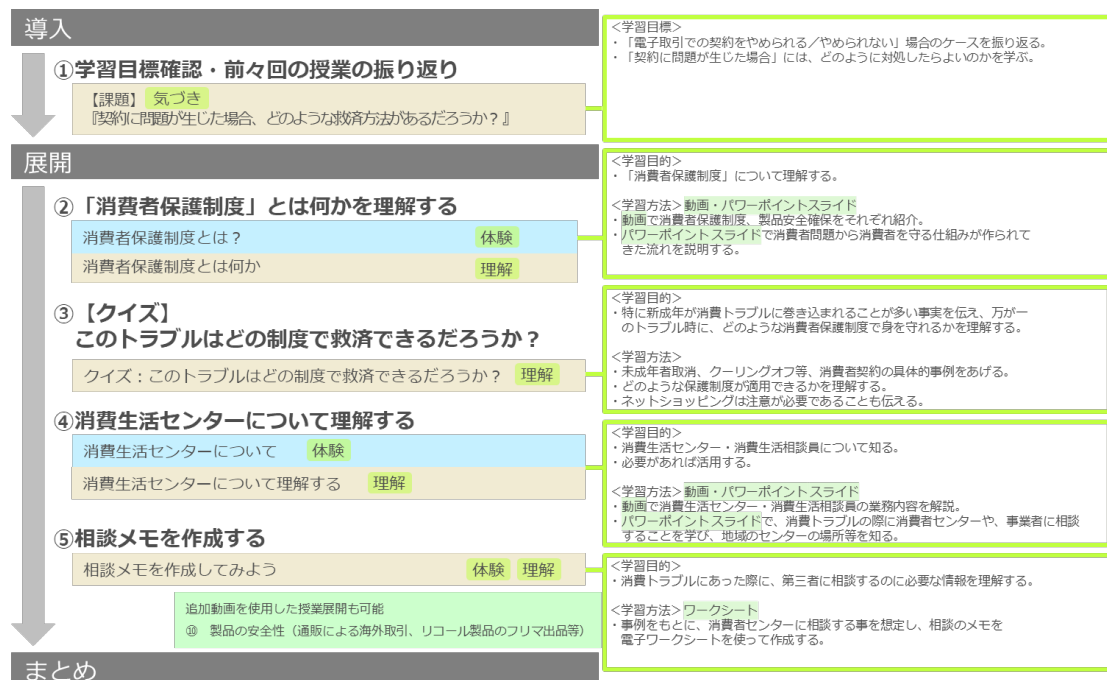 導入
①学習目標確認・前々回の授業の振り返り
【課題】 気づき
『契約に問題が生じた場合、どのような救済方法があるだろうか？』
<学習目標>
・「電子取引での契約をやめられる／やめられない」場合のケースを振り返る。
・「契約に問題が生じた場合」には、どのように対処したらよいのかを学ぶ。
展開
②「消費者保護制度」とは何かを理解する
消費者保護制度とは？ 体験
消費者保護制度とは何か 理解
<学習目的>
・「消費者保護制度」について理解する。
<学習方法>動画・パワーポイントスライド
・動画で消費者保護制度、製品安全確保をそれぞれ紹介。
・パワーポイントスライドで消費者問題から消費者を守る仕組みが作られて
きた流れを説明する。
③【クイズ】
このトラブルはどの制度で救済できるだろうか？
クイズ：このトラブルはどの制度で救済できるだろうか？ 理解
<学習目的>
・特に新成年が消費トラブルに巻き込まれることが多い事実を伝え、万が一
のトラブル時に、どのような消費者保護制度で身を守れるかを理解する。
<学習方法>
・未成年者取消、クーリングオフ等、消費者契約の具体的事例をあげる。
・どのような保護制度が適用できるかを理解する。
・ネットショッピングは注意が必要であることも伝える。
④消費生活センターについて理解する
消費生活センターについて 体験
消費生活センターについて理解する 理解
<学習目的>
・消費生活センター・消費生活相談員について知る。
・必要があれば活用する。
<学習方法>動画・パワーポイントスライド
・動画で消費生活センター・消費生活相談員の業務内容を解説。
・パワーポイントスライドで、消費トラブルの際に消費者センターや、事業者に相談
することを学び、地域のセンターの場所等を知る。
⑤相談メモを作成する
相談メモを作成してみよう 体験 理解
追加動画を使用した授業展開も可能
⑩ 製品の安全性（通販による海外取引、リコール製品のフリマ出品等）
<学習目的>
・消費トラブルにあった際に、第三者に相談するのに必要な情報を理解する。
<学習方法>ワークシート
・事例をもとに、消費者センターに相談する事を想定し、相談のメモを
電子ワークシートを使って作成する。
まとめ